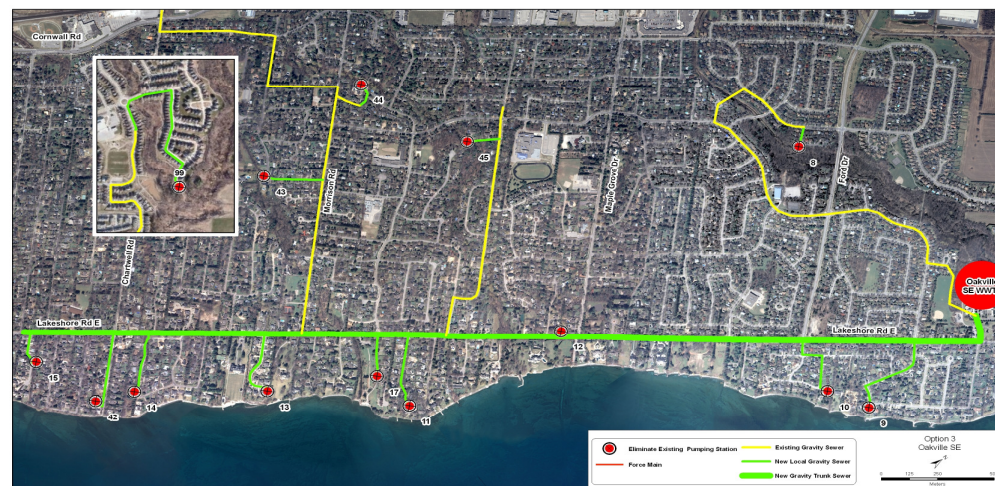 Cornwall Rd
44
99
45
8
43
Morrison Rd
Maple Grove Dr
Ford Dr
Chartwell Rd
Oakville
SE WWT
Lakeshore Rd E
Lakeshore Rd E
12
15
42
14
13
17
11
10
9
Eliminate Existing Pumping Station
Existing Gravity Sewer
Force Main
New Local Gravity Sewer
New Gravity Trunk Sewer
Option 3
Oakville SE
0 125 250
Meters